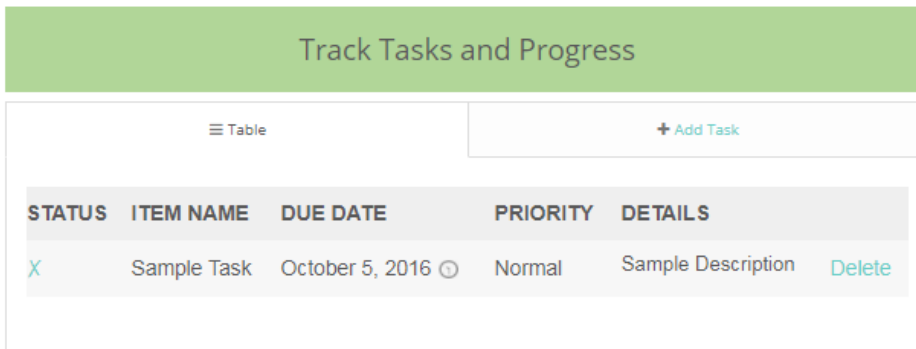 Track Tasks and Progress
Table
Add Task
STATUS ITEM NAME DUE DATE PRIORITY DETAILS
X Sample Task October 5, 2016 Normal Sample Description Delete